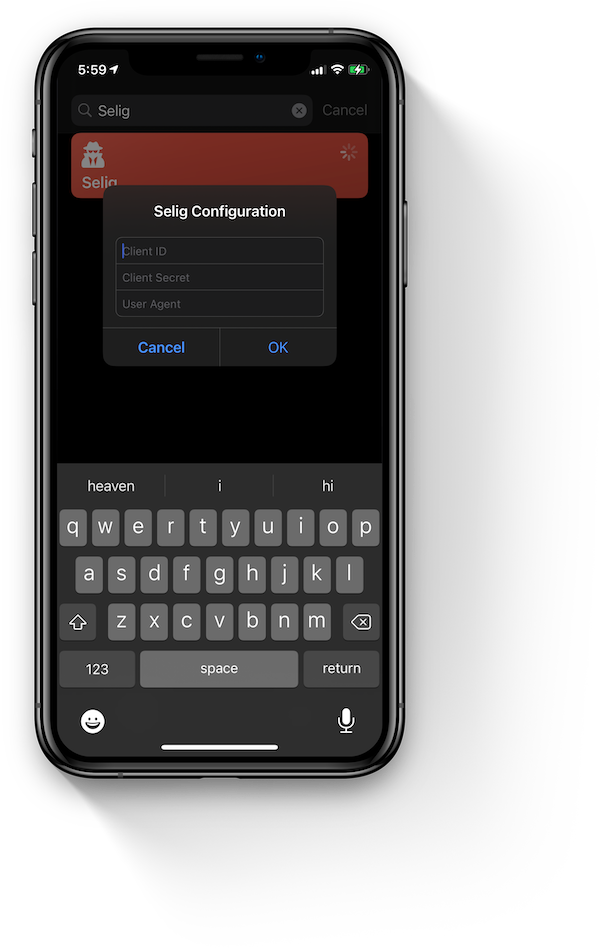 5:59
Selig
Cancel
Selig
Selig Configuration
Client ID
Client Secret
User Agent
Cancel
OK
heaven
i
hi
q w e r t y u i o p
a s d f g h j k l
z x c v b n m
123
space
return